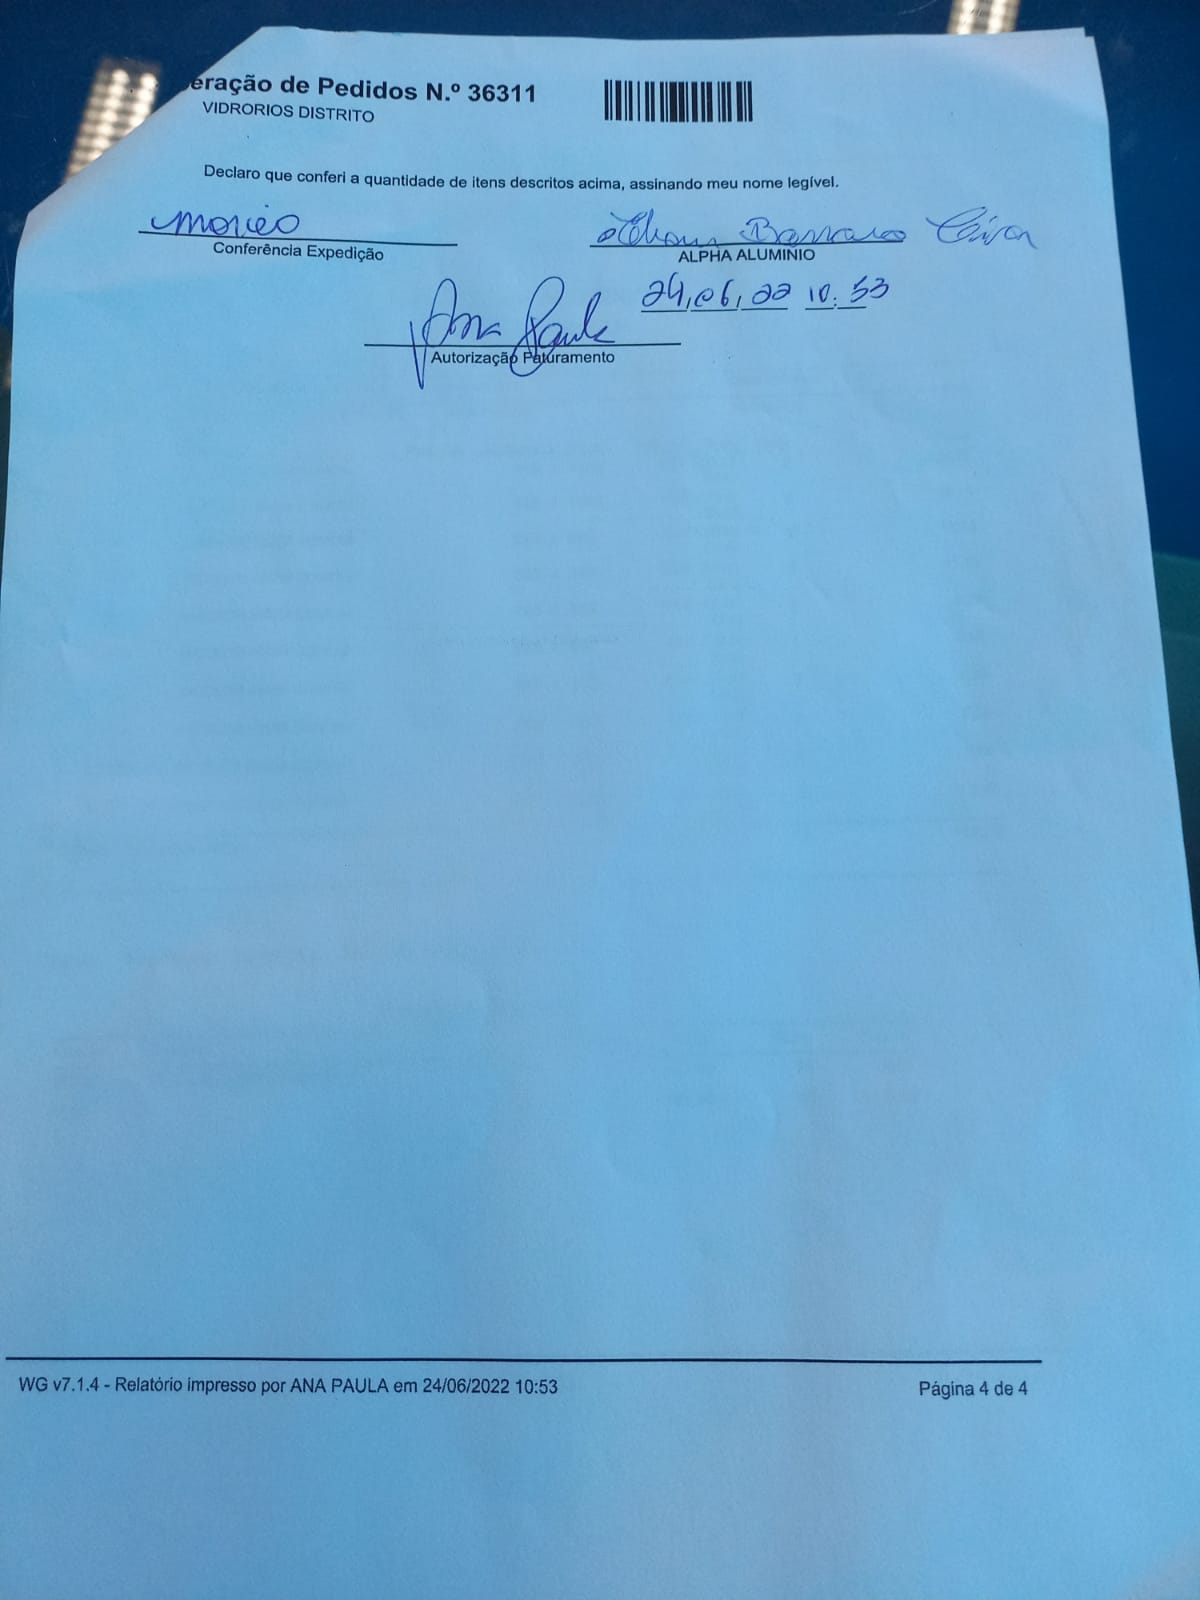 eração de Pedidos N.º 36311
VIDRORIOS DISTRITO
Declaro que conferi a quantidade de itens descritos acima, assinando meu nome legível.
Conferência Expedição
ALPHA ALUMINIO
24,06,22 10:53
Ana Paula
Autorização Faturamento
WG v7.1.4 - Relatório impresso por ANA PAULA em 24/06/2022 10:53
Página 4 de 4